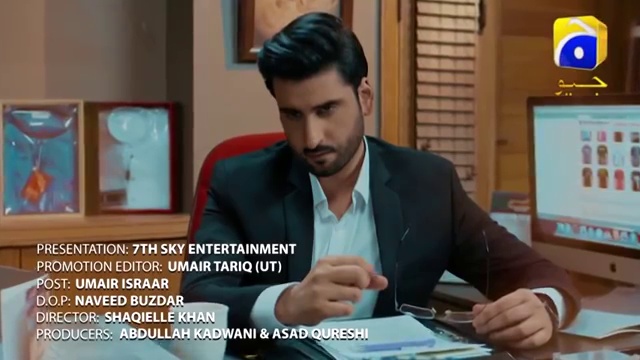 جیو
PRESENTATION: 7TH SKY ENTERTAINMENT
PROMOTION EDITOR: UMAIR TARIQ (UT)
POST: UMAIR ISRAAR
D.O.P: NAVEED BUZDAR
DIRECTOR: SHAQIELLE KHAN
PRODUCERS: ABDULLAH KADWANI & ASAD QURESHI